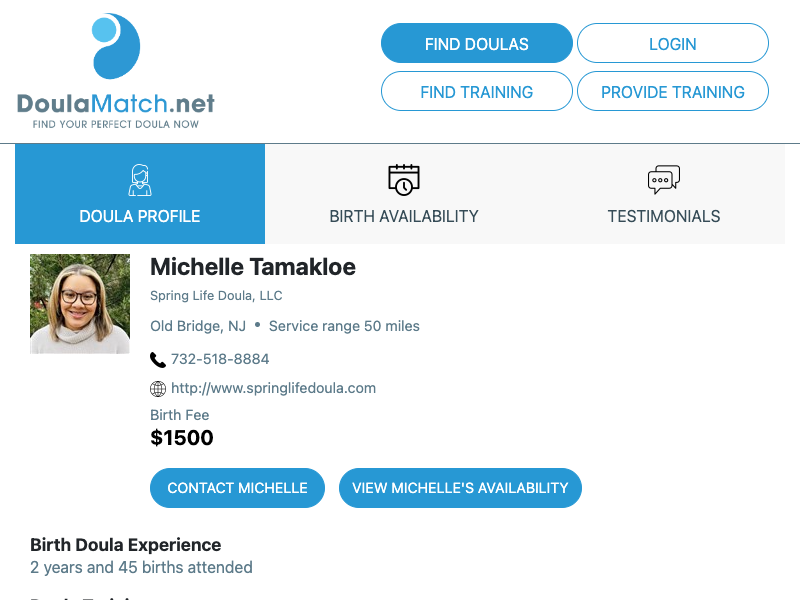 DoulaMatch.net
FIND YOUR PERFECT DOULA NOW
FIND DOULAS
LOGIN
FIND TRAINING
PROVIDE TRAINING
DOULA PROFILE
BIRTH AVAILABILITY
TESTIMONIALS
Michelle Tamakloe
Spring Life Doula, LLC
Old Bridge, NJ • Service range 50 miles
732-518-8884
http://www.springlifedoula.com
Birth Fee
$1500
CONTACT MICHELLE
VIEW MICHELLE'S AVAILABILITY
Birth Doula Experience
2 years and 45 births attended